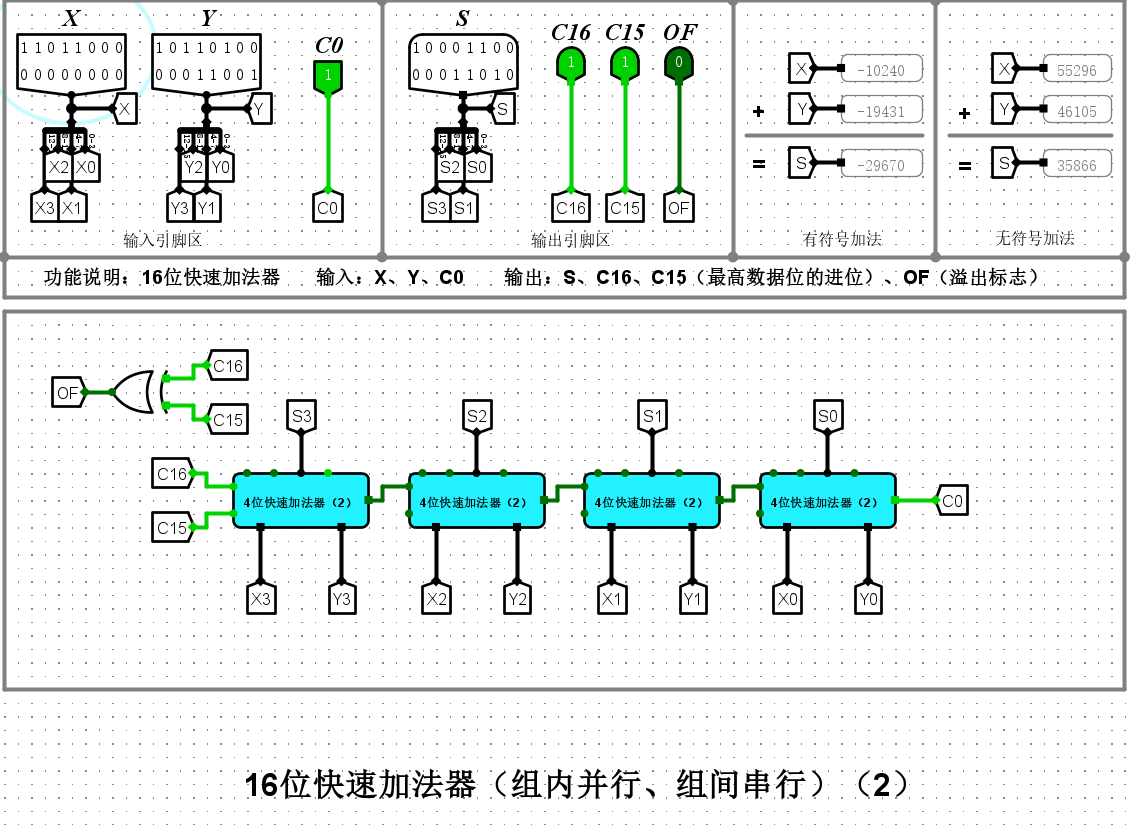 X Y C0 S C16 C15 OF
1 1 0 1 1 0 0 0
0 0 0 0 0 0 0 0
1 0 1 1 0 1 0 0
0 0 0 1 1 0 0 1
1
1 0 0 0 1 1 0 0
0 0 0 1 1 0 1 0
1 1 0
X Y S
X2 X0 Y2 Y0 S2 S0
X3 X1 Y3 Y1 C0 S3 S1 C16 C15 OF
输入引脚区
输出引脚区
X -10240
+ Y -19431
= S -29670
有符号加法
X 55296
+ Y 46105
= S 35866
无符号加法
功能说明：16位快速加法器 输入：X、Y、C0 输出：S、C16、C15（最高数据位的进位）、OF（溢出标志）
C16
OF
C15
S3 S2 S1 S0
C16
4位快速加法器（2） 4位快速加法器（2） 4位快速加法器（2） 4位快速加法器（2） C0
C15
X3 Y3 X2 Y2 X1 Y1 X0 Y0
16位快速加法器（组内并行、组间串行）（2）